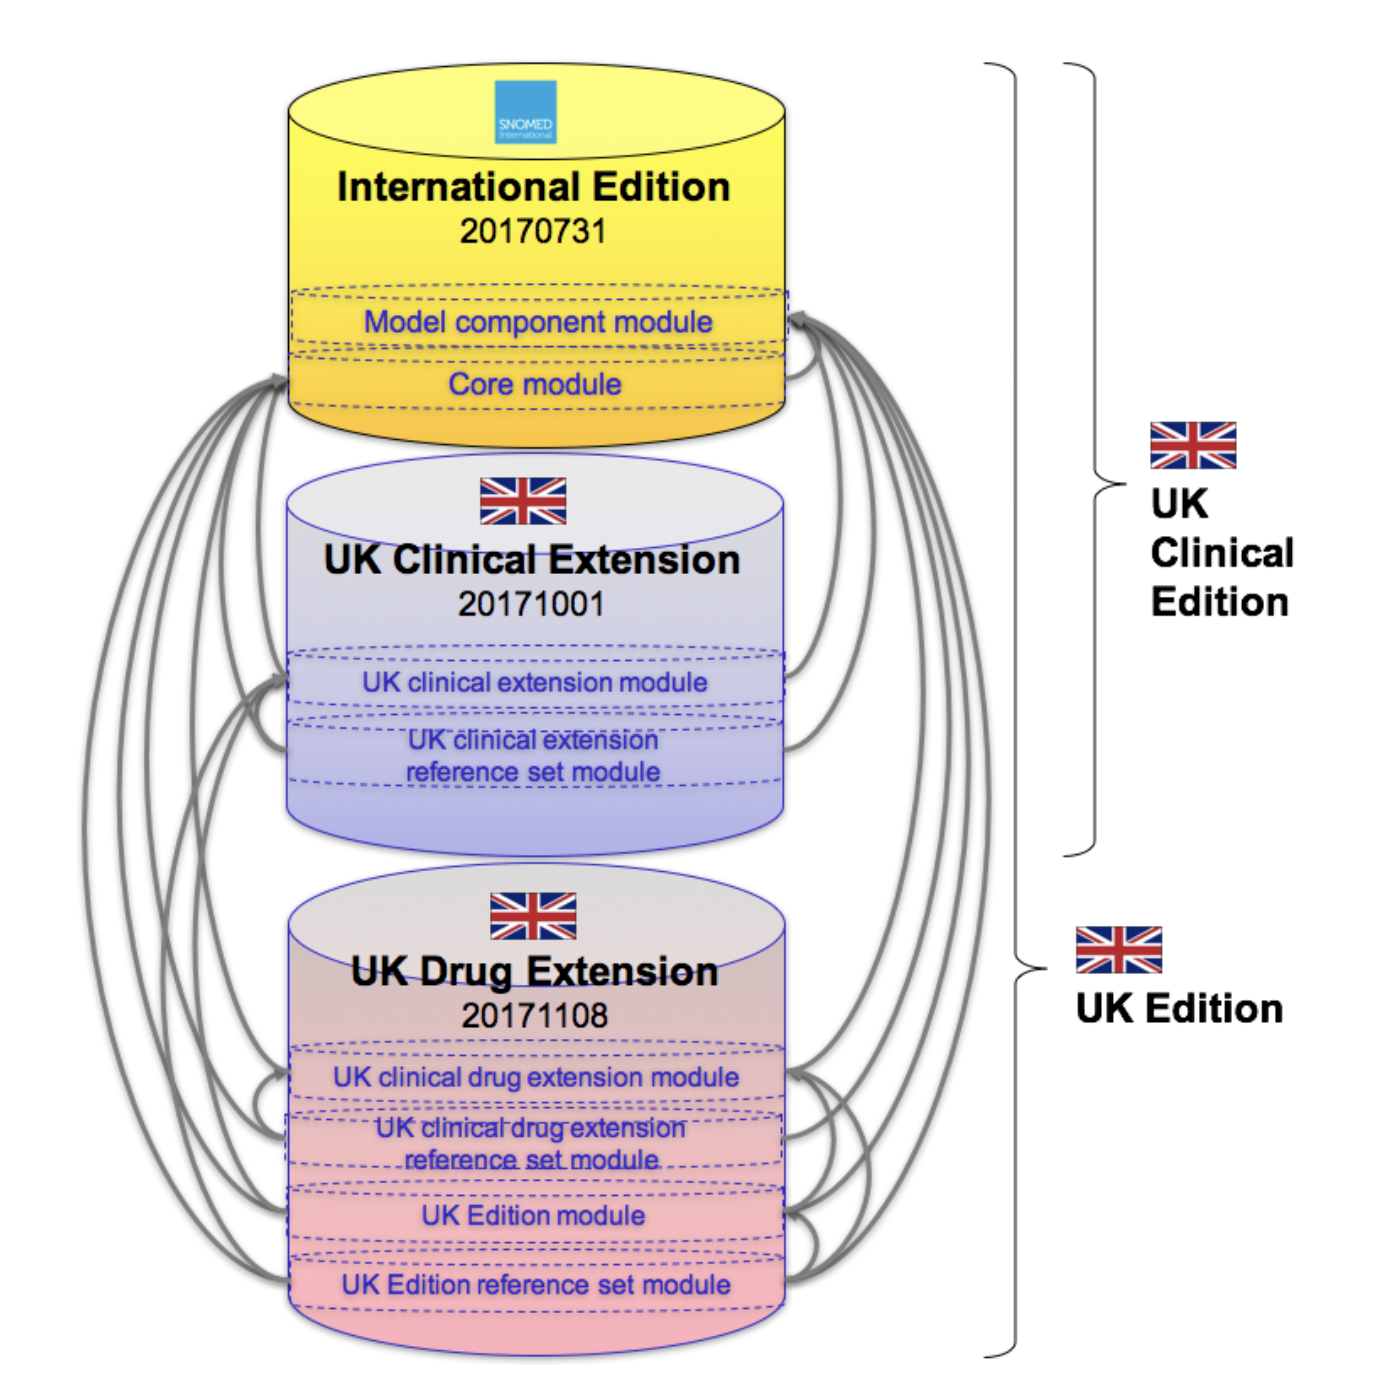 SNOMED
International
International Edition
20170731
Model component module
Core module
UK Clinical Extension
20171001
UK clinical extension module
UK clinical extension
reference set module
UK Drug Extension
20171108
UK clinical drug extension module
UK clinical drug extension
reference set module
UK Edition module
UK Edition reference set module
UK
Clinical
Edition
UK Edition